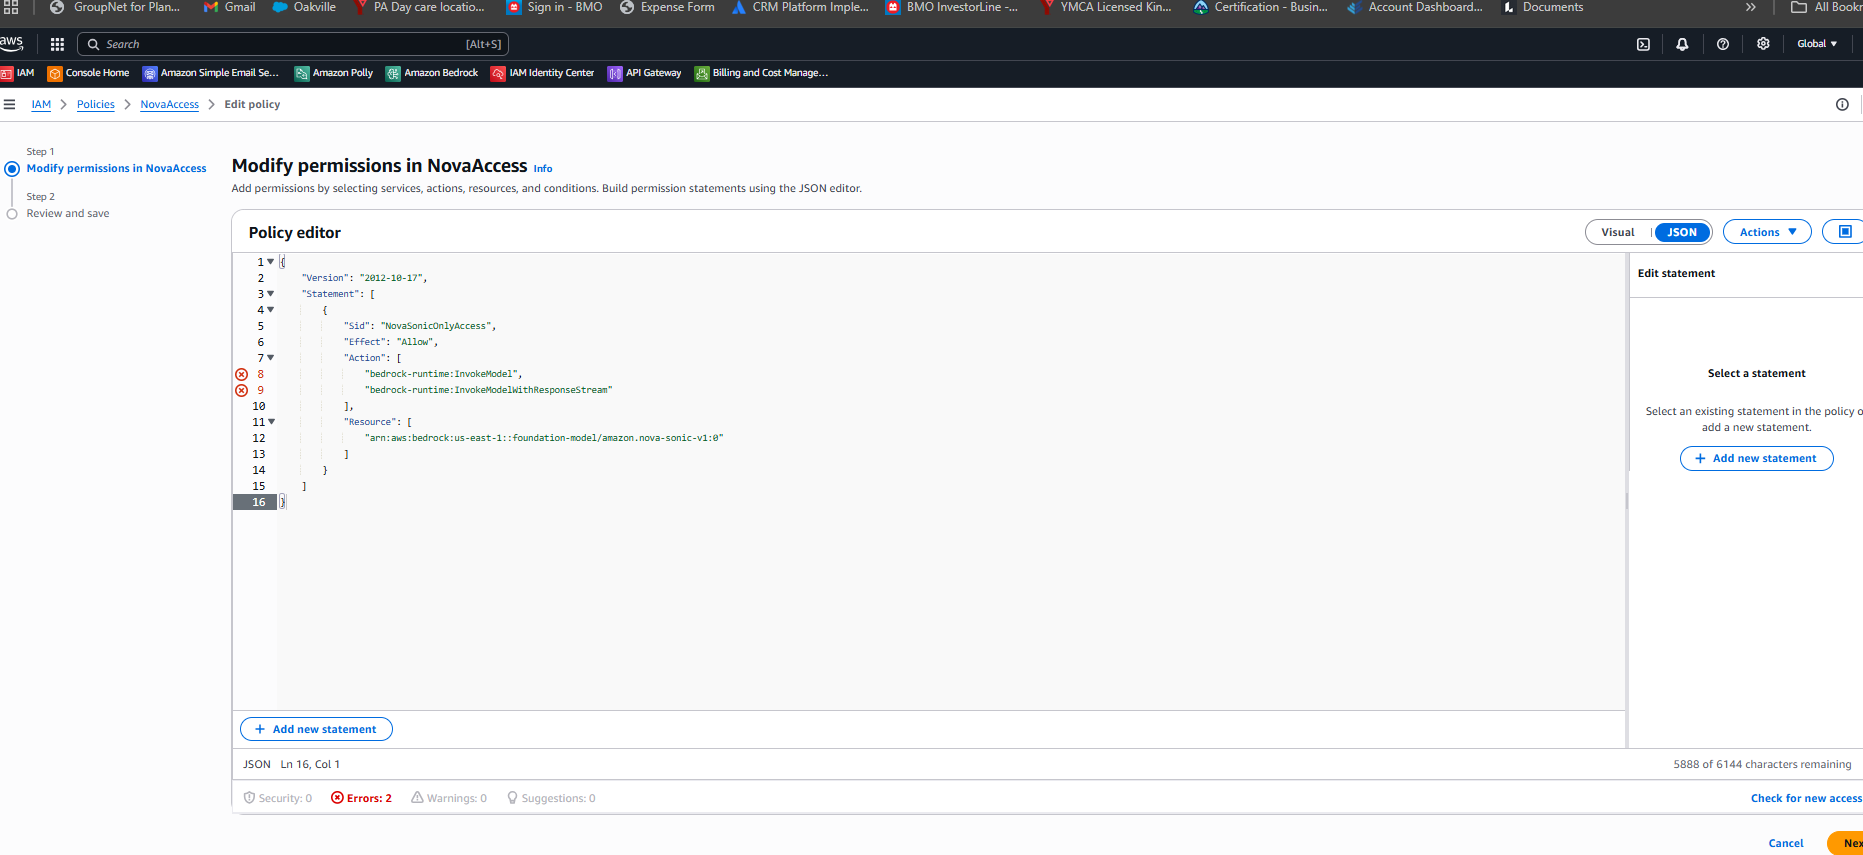 GroupNet for Plan... Gmail Oakville PA Day care locatio... Sign in - BMO Expense Form CRM Platform Imple... BMO InvestorLine -... YMCA Licensed Kin... Certification - Busin... Account Dashboard... Documents » All Bookr
aws Search [Alt+S] Global
IAM Console Home Amazon Simple Email Se... Amazon Polly Amazon Bedrock IAM Identity Center API Gateway Billing and Cost Manage...
IAM > Policies > NovaAccess > Edit policy
Step 1
Modify permissions in NovaAccess
Step 2
Review and save
Modify permissions in NovaAccess Info
Add permissions by selecting services, actions, resources, and conditions. Build permission statements using the JSON editor.
Policy editor
Visual JSON Actions
1 {
2 "Version": "2012-10-17",
3 "Statement": [
4 {
5 "Sid": "NovaSonicOnlyAccess",
6 "Effect": "Allow",
7 "Action": [
8 "bedrock-runtime:InvokeModel",
9 "bedrock-runtime:InvokeModelWithResponseStream"
10 ],
11 "Resource": [
12 "arn:aws:bedrock:us-east-1::foundation-model/amazon.nova-sonic-v1:0"
13 ]
14 }
15 ]
16 }
Edit statement
Select a statement
Select an existing statement in the policy o
add a new statement.
+ Add new statement
+ Add new statement
JSON Ln 16, Col 1
5888 of 6144 characters remaining
Security: 0 Errors: 2 Warnings: 0 Suggestions: 0
Check for new access
Cancel Nex